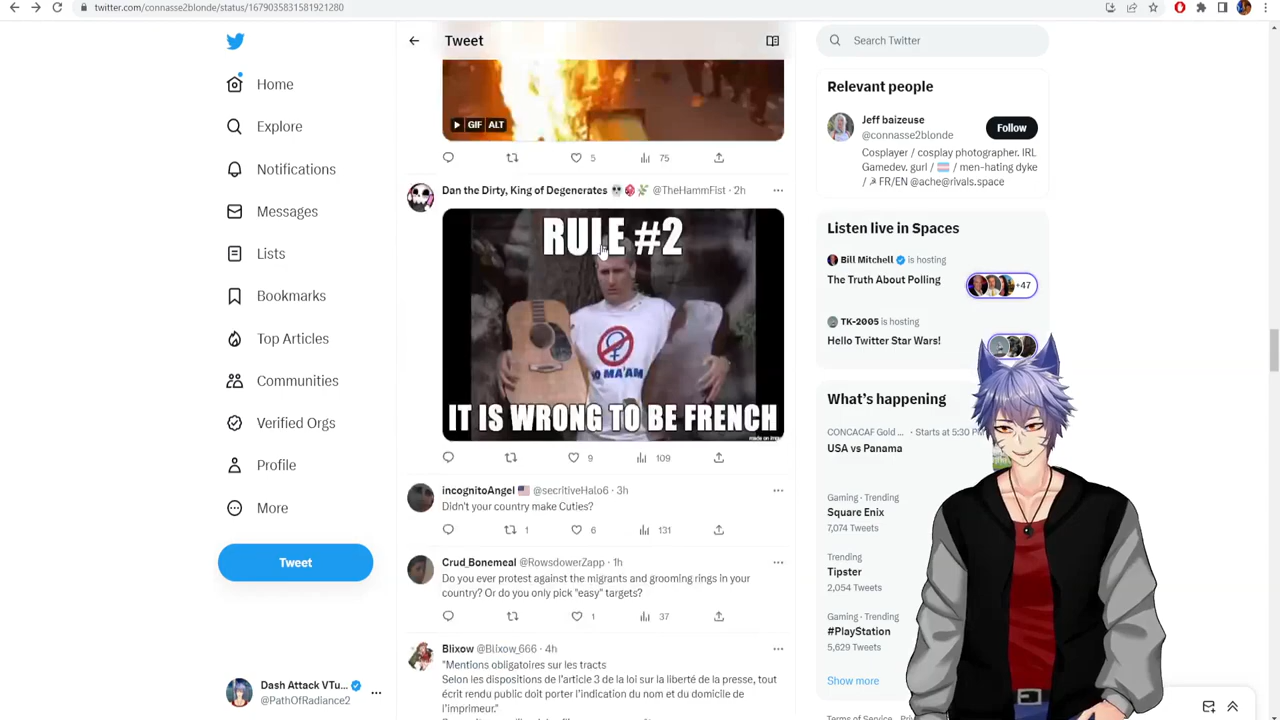 twitter.com/connasse2blonde/status/1679035831581921280
Home
Explore
Notifications
Messages
Lists
Bookmarks
Top Articles
Communities
Verified Orgs
Profile
More
Tweet
Dash Attack VTu...
@PathOfRadiance2
Tweet
GIF ALT
5
75
Dan the Dirty, King of Degenerates 💀 @TheHammFist · 2h
RULE #2
MA'AM
IT IS WRONG TO BE FRENCH
9
109
incognitoAngel 🇺🇸 @secritiveHalo6 · 3h
Didn't your country make Cuties?
1
6
131
Crud_Bonemeal @RowsdowerZapp · 1h
Do you ever protest against the migrants and grooming rings in your
country? Or do you only pick "easy" targets?
1
37
Blixow @Blixow_666 · 4h
"Mentions obligatoires sur les tracts
Selon les dispositions de l'article 3 de la loi sur la liberté de la presse, tout
écrit rendu public doit porter l'indication du nom et du domicile de
l'imprimeur."
Search Twitter
Relevant people
Jeff baizeuse
@connasse2blonde
Follow
Cosplayer / cosplay photographer. IRL
Gamedev. gurl / 🏳️‍⚧️ / men-hating dyke
/ ☭ FR/EN @ache@rivals.space
Listen live in Spaces
Bill Mitchell is hosting
The Truth About Polling
+47
TK-2005 is hosting
Hello Twitter Star Wars!
What's happening
CONCACAF Gold ... · Starts at 5:30 P
USA vs Panama
Gaming · Trending
Square Enix
7,074 Tweets
Trending
Tipster
2,054 Tweets
Gaming · Trending
#PlayStation
5,629 Tweets
Show more